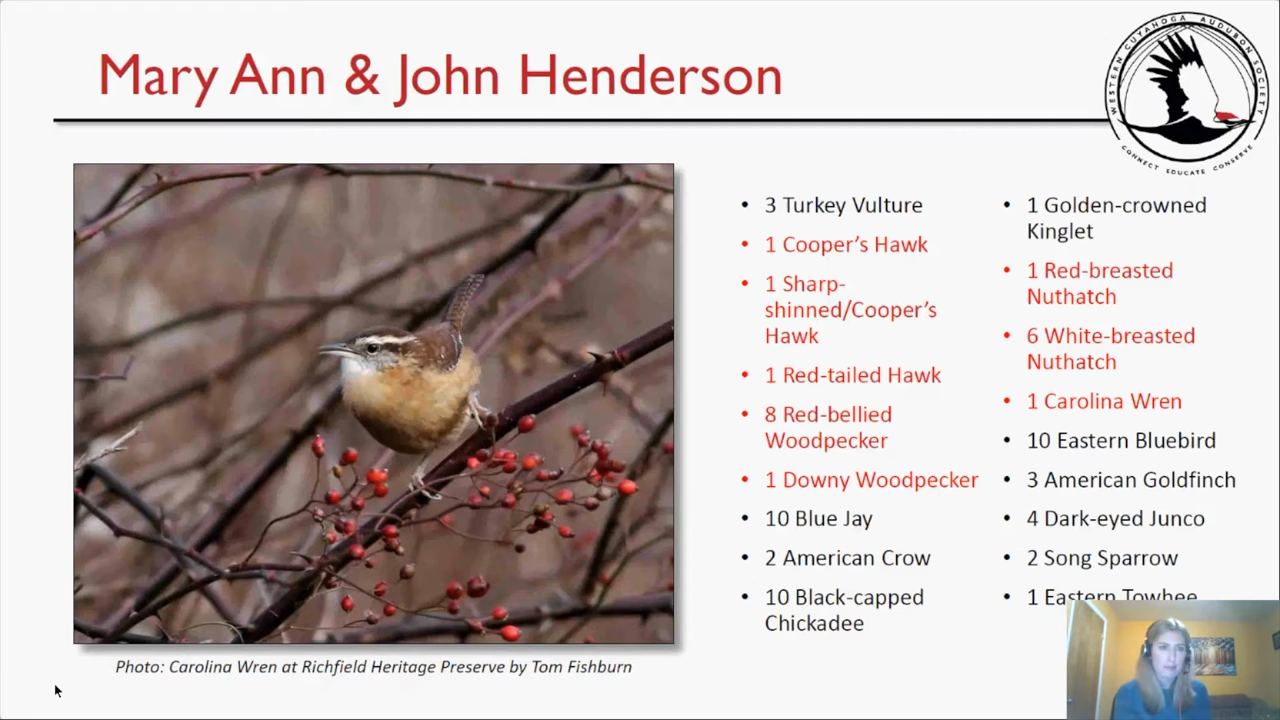 Mary Ann & John Henderson
WESTERN CUYAHOGA AUDUBON SOCIETY
CONNECT EDUCATE CONSERVE
• 3 Turkey Vulture
• 1 Cooper’s Hawk
• 1 Sharp-
shinned/Cooper’s
Hawk
• 1 Red-tailed Hawk
• 8 Red-bellied
Woodpecker
• 1 Downy Woodpecker
• 10 Blue Jay
• 2 American Crow
• 10 Black-capped
Chickadee
• 1 Golden-crowned
Kinglet
• 1 Red-breasted
Nuthatch
• 6 White-breasted
Nuthatch
• 1 Carolina Wren
• 10 Eastern Bluebird
• 3 American Goldfinch
• 4 Dark-eyed Junco
• 2 Song Sparrow
• 1 Eastern Towhee
Photo: Carolina Wren at Richfield Heritage Preserve by Tom Fishburn